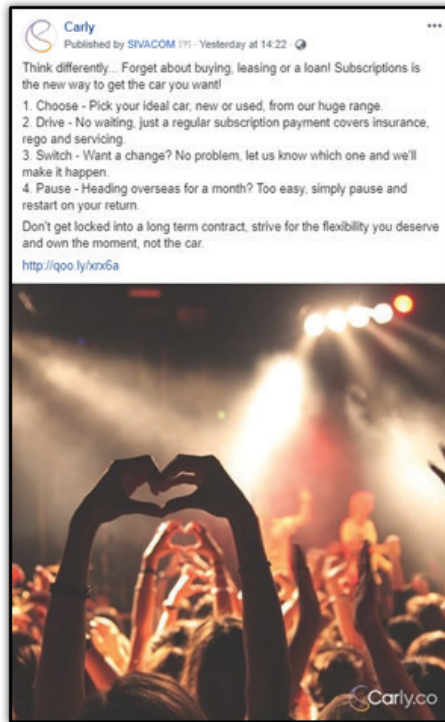 Carly
Published by SIVACOM [?] · Yesterday at 14:22 ·
Think differently... Forget about buying, leasing or a loan! Subscriptions is
the new way to get the car you want!
1. Choose - Pick your ideal car, new or used, from our huge range.
2. Drive - No waiting, just a regular subscription payment covers insurance,
rego and servicing.
3. Switch - Want a change? No problem, let us know which one and we'll
make it happen.
4. Pause - Heading overseas for a month? Too easy, simply pause and
restart on your return.
Don't get locked into a long term contract, strive for the flexibility you deserve
and own the moment, not the car.
http://qoo.ly/xrx6a
Carly.co